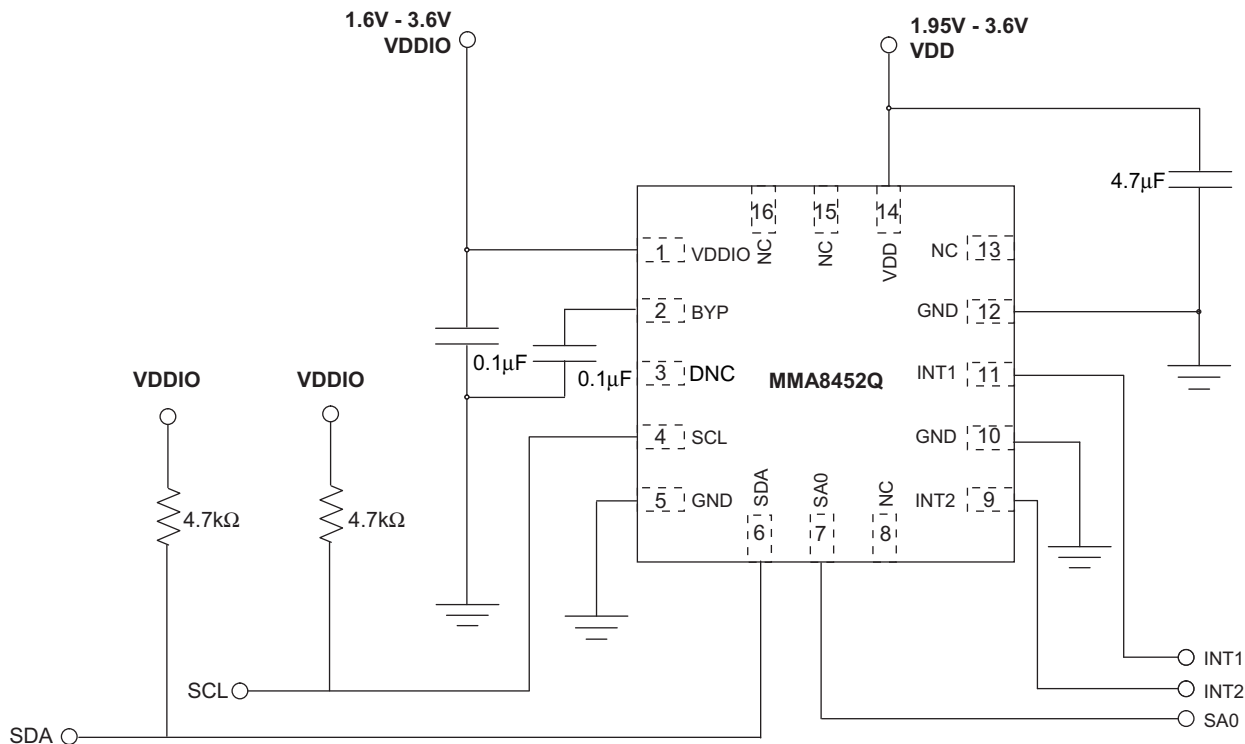 1.6V - 3.6V
VDDIO
1.95V - 3.6V
VDD
4.7μF
16
NC
15
NC
14
VDD
1
VDDIO
2
BYP
3
DNC
4
SCL
5
GND
NC
13
GND
12
INT1
11
GND
10
INT2
9
MMA8452Q
0.1μF
0.1μF
VDDIO
VDDIO
4.7kΩ
4.7kΩ
SDA
6
SA0
7
NC
8
SCL
SDA
INT1
INT2
SA0